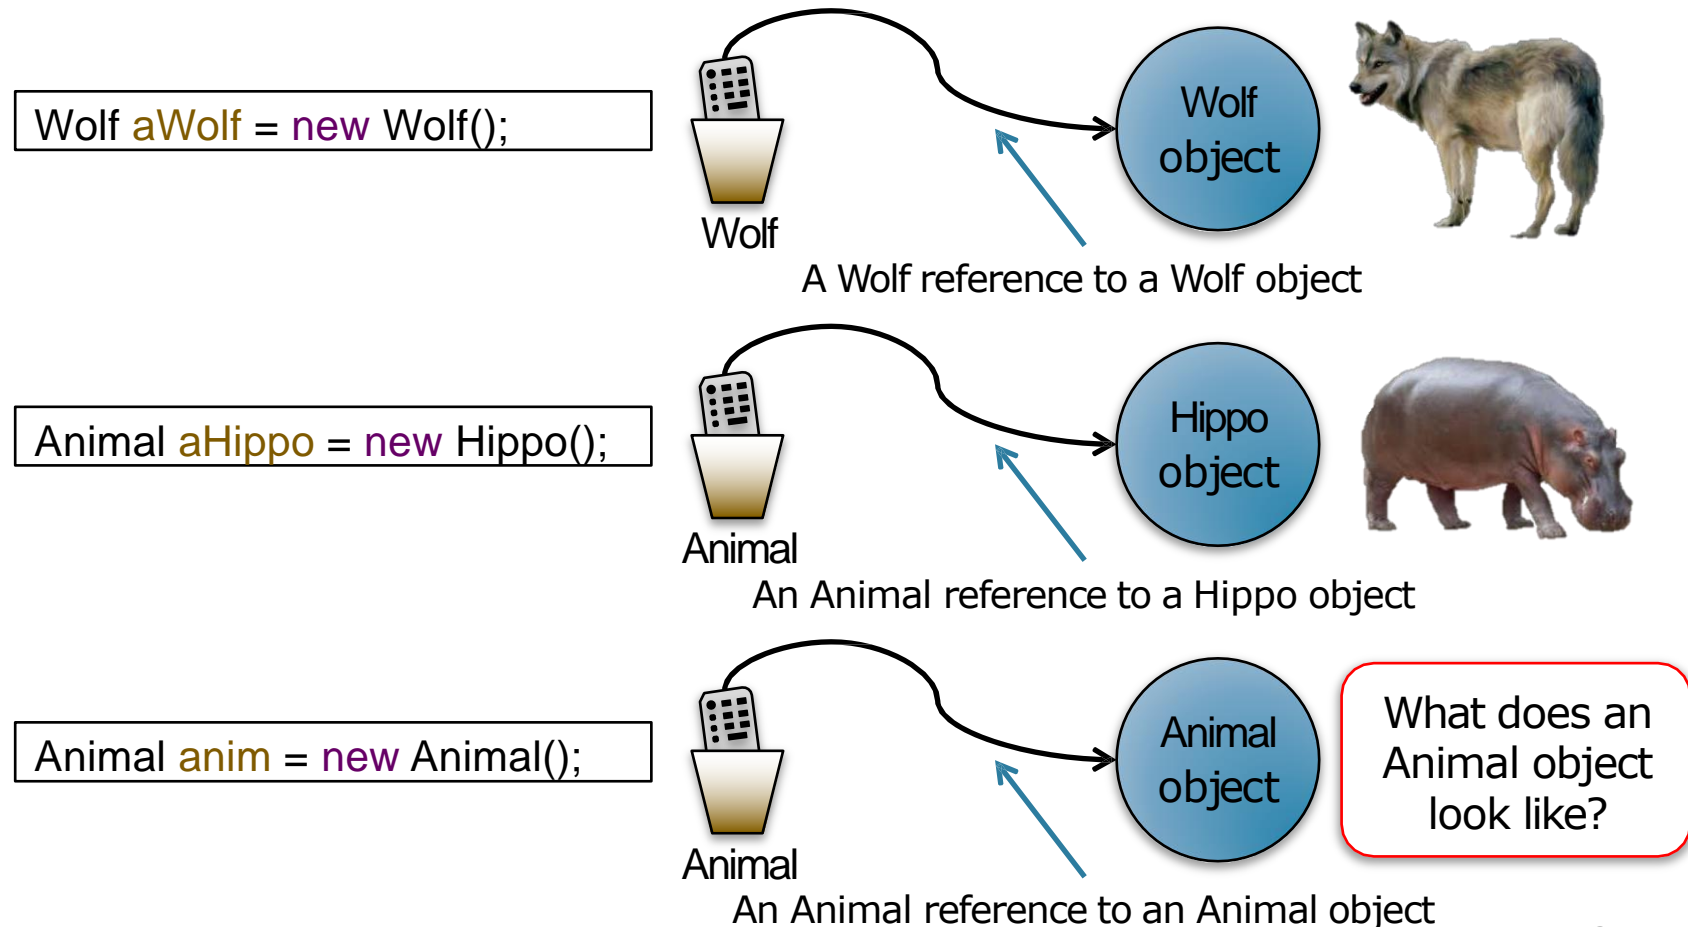 Wolf aWolf = new Wolf();
Wolf
object
Wolf
A Wolf reference to a Wolf object
Animal aHippo = new Hippo();
Hippo
object
Animal
An Animal reference to a Hippo object
Animal anim = new Animal();
Animal
object
What does an
Animal object
look like?
Animal
An Animal reference to an Animal object